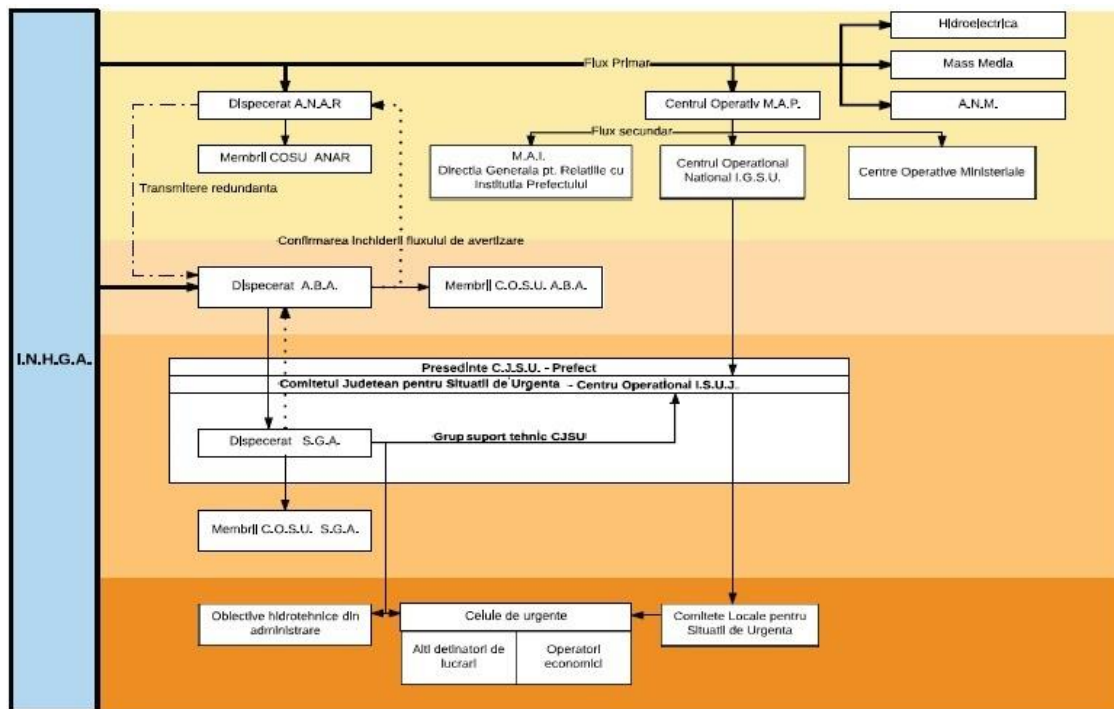 Hidroelectrica
Flux Primar
Mass Media
Dispecerat A.N.A.R
Centrul Operativ M.A.P.
A.N.M.
Flux secundar
Membrii COSU ANAR
M.A.I.
Directia Generala pt. Relatiile cu
Institutia Prefectului
Centrul Operational
National I.G.S.U.
Centre Operative Ministeriale
Transmitere redundanta
Confirmarea inchiderii fluxului de avertizare
Dispecerat A.B.A.
Membrii C.O.S.U. A.B.A.
I.N.H.G.A.
Presedinte C.J.S.U. - Prefect
Comitetul Judetean pentru Situatii de Urgenta - Centru Operational I.S.U.J.
Dispecerat S.G.A.
Grup suport tehnic CJSU
Membrii C.O.S.U. S.G.A.
Obiective hidrotehnice din
administrare
Celule de urgente
Alti detinatori de
lucrari
Operatori
economici
Comitete Locale pentru
Situatii de Urgenta